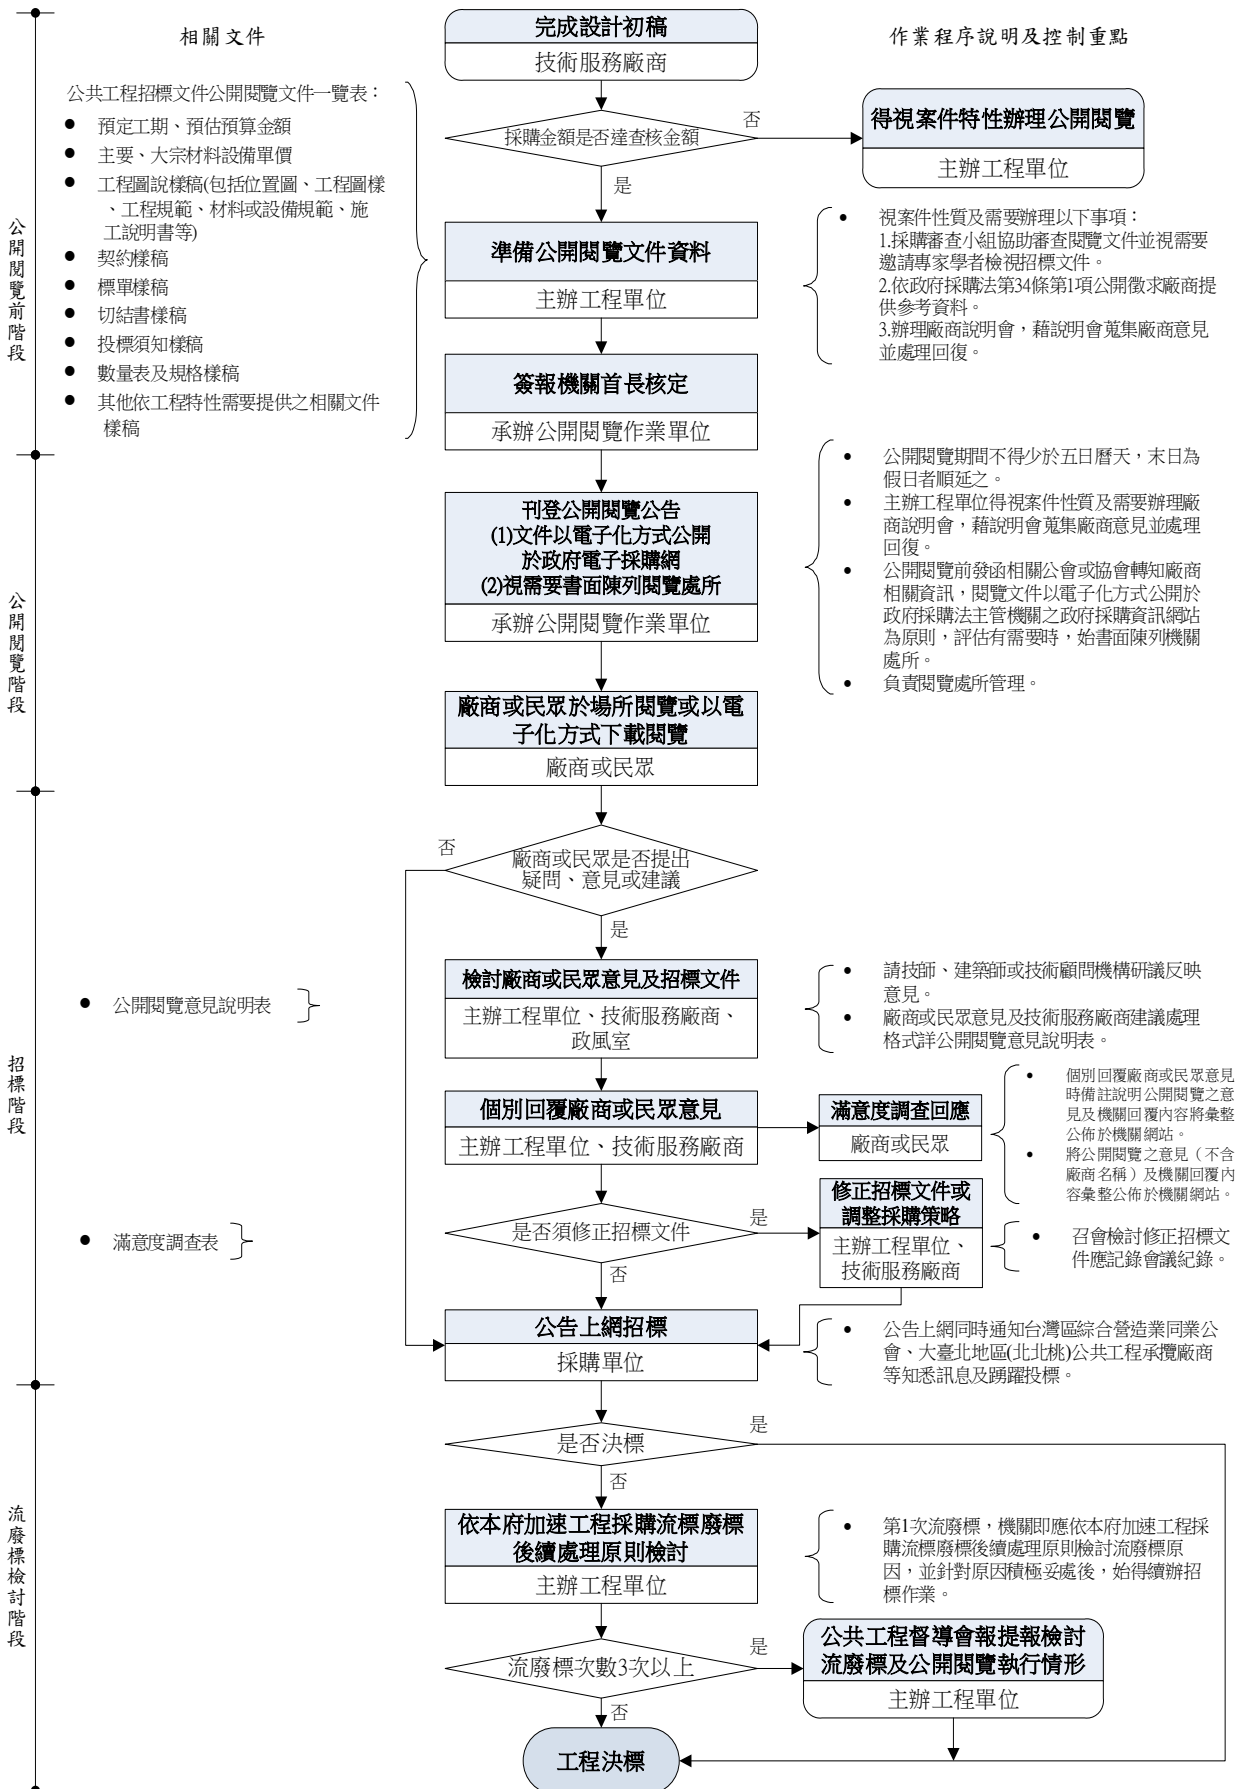 相關文件
完成設計初稿
技術服務廠商
作業程序說明及控制重點
公開閱覽前階段
公共工程招標文件公開閱覽文件一覽表：
● 預定工期、預估預算金額
● 主要、大宗材料設備單價
● 工程圖說樣稿(包括位置圖、工程圖樣
、工程規範、材料或設備規範、施
工說明書等)
● 契約樣稿
● 標單樣稿
● 切結書樣稿
● 投標須知樣稿
● 數量表及規格樣稿
● 其他依工程特性需要提供之相關文件
樣稿
採購金額是否達查核金額
否
是
得視案件特性辦理公開閱覽
主辦工程單位
準備公開閱覽文件資料
主辦工程單位
● 視案件性質及需要辦理以下事項：
1.採購審查小組協助審查閱覽文件並視需要
邀請專家學者檢視招標文件。
2.依政府採購法第34條第1項公開徵求廠商提
供參考資料。
3.辦理廠商說明會，藉說明會蒐集廠商意見
並處理回復。
簽報機關首長核定
承辦公開閱覽作業單位
公開閱覽階段
刊登公開閱覽公告
(1)文件以電子化方式公開
於政府電子採購網
(2)視需要書面陳列閱覽處所
承辦公開閱覽作業單位
● 公開閱覽期間不得少於五日曆天，末日為
假日者順延之。
● 主辦工程單位得視案件性質及需要辦理廠
商說明會，藉說明會蒐集廠商意見並處理
回復。
● 公開閱覽前發函相關公會或協會轉知廠商
相關資訊，閱覽文件以電子化方式公開於
政府採購法主管機關之政府採購資訊網站
為原則，評估有需要時，始書面陳列機關
處所。
● 負責閱覽處所管理。
廠商或民眾於場所閱覽或以電
子化方式下載閱覽
廠商或民眾
招標階段
廠商或民眾是否提出
疑問、意見或建議
否
是
● 公開閱覽意見說明表
檢討廠商或民眾意見及招標文件
主辦工程單位、技術服務廠商、
政風室
● 請技師、建築師或技術顧問機構研議反映
意見。
● 廠商或民眾意見及技術服務廠商建議處理
格式詳公開閱覽意見說明表。
個別回覆廠商或民眾意見
主辦工程單位、技術服務廠商
滿意度調查回應
廠商或民眾
● 個別回覆廠商或民眾意見
時備註說明公開閱覽之意
見及機關回覆內容將彙整
公佈於機關網站。
● 將公開閱覽之意見（不含
廠商名稱）及機關回覆內
容彙整公佈於機關網站。
● 滿意度調查表
是否須修正招標文件
是
否
修正招標文件或
調整採購策略
主辦工程單位、
技術服務廠商
● 召會檢討修正招標文
件應記錄會議紀錄。
公告上網招標
採購單位
● 公告上網同時通知台灣區綜合營造業同業公
會、大臺北地區(北北桃)公共工程承攬廠商
等知悉訊息及踴躍投標。
流廢標檢討階段
是否決標
是
否
依本府加速工程採購流標廢標
後續處理原則檢討
主辦工程單位
● 第1次流廢標，機關即應依本府加速工程採
購流標廢標後續處理原則檢討流廢標原
因，並針對原因積極妥處後，始得續辦招
標作業。
流廢標次數3次以上
是
否
公共工程督導會報提報檢討
流廢標及公開閱覽執行情形
主辦工程單位
工程決標